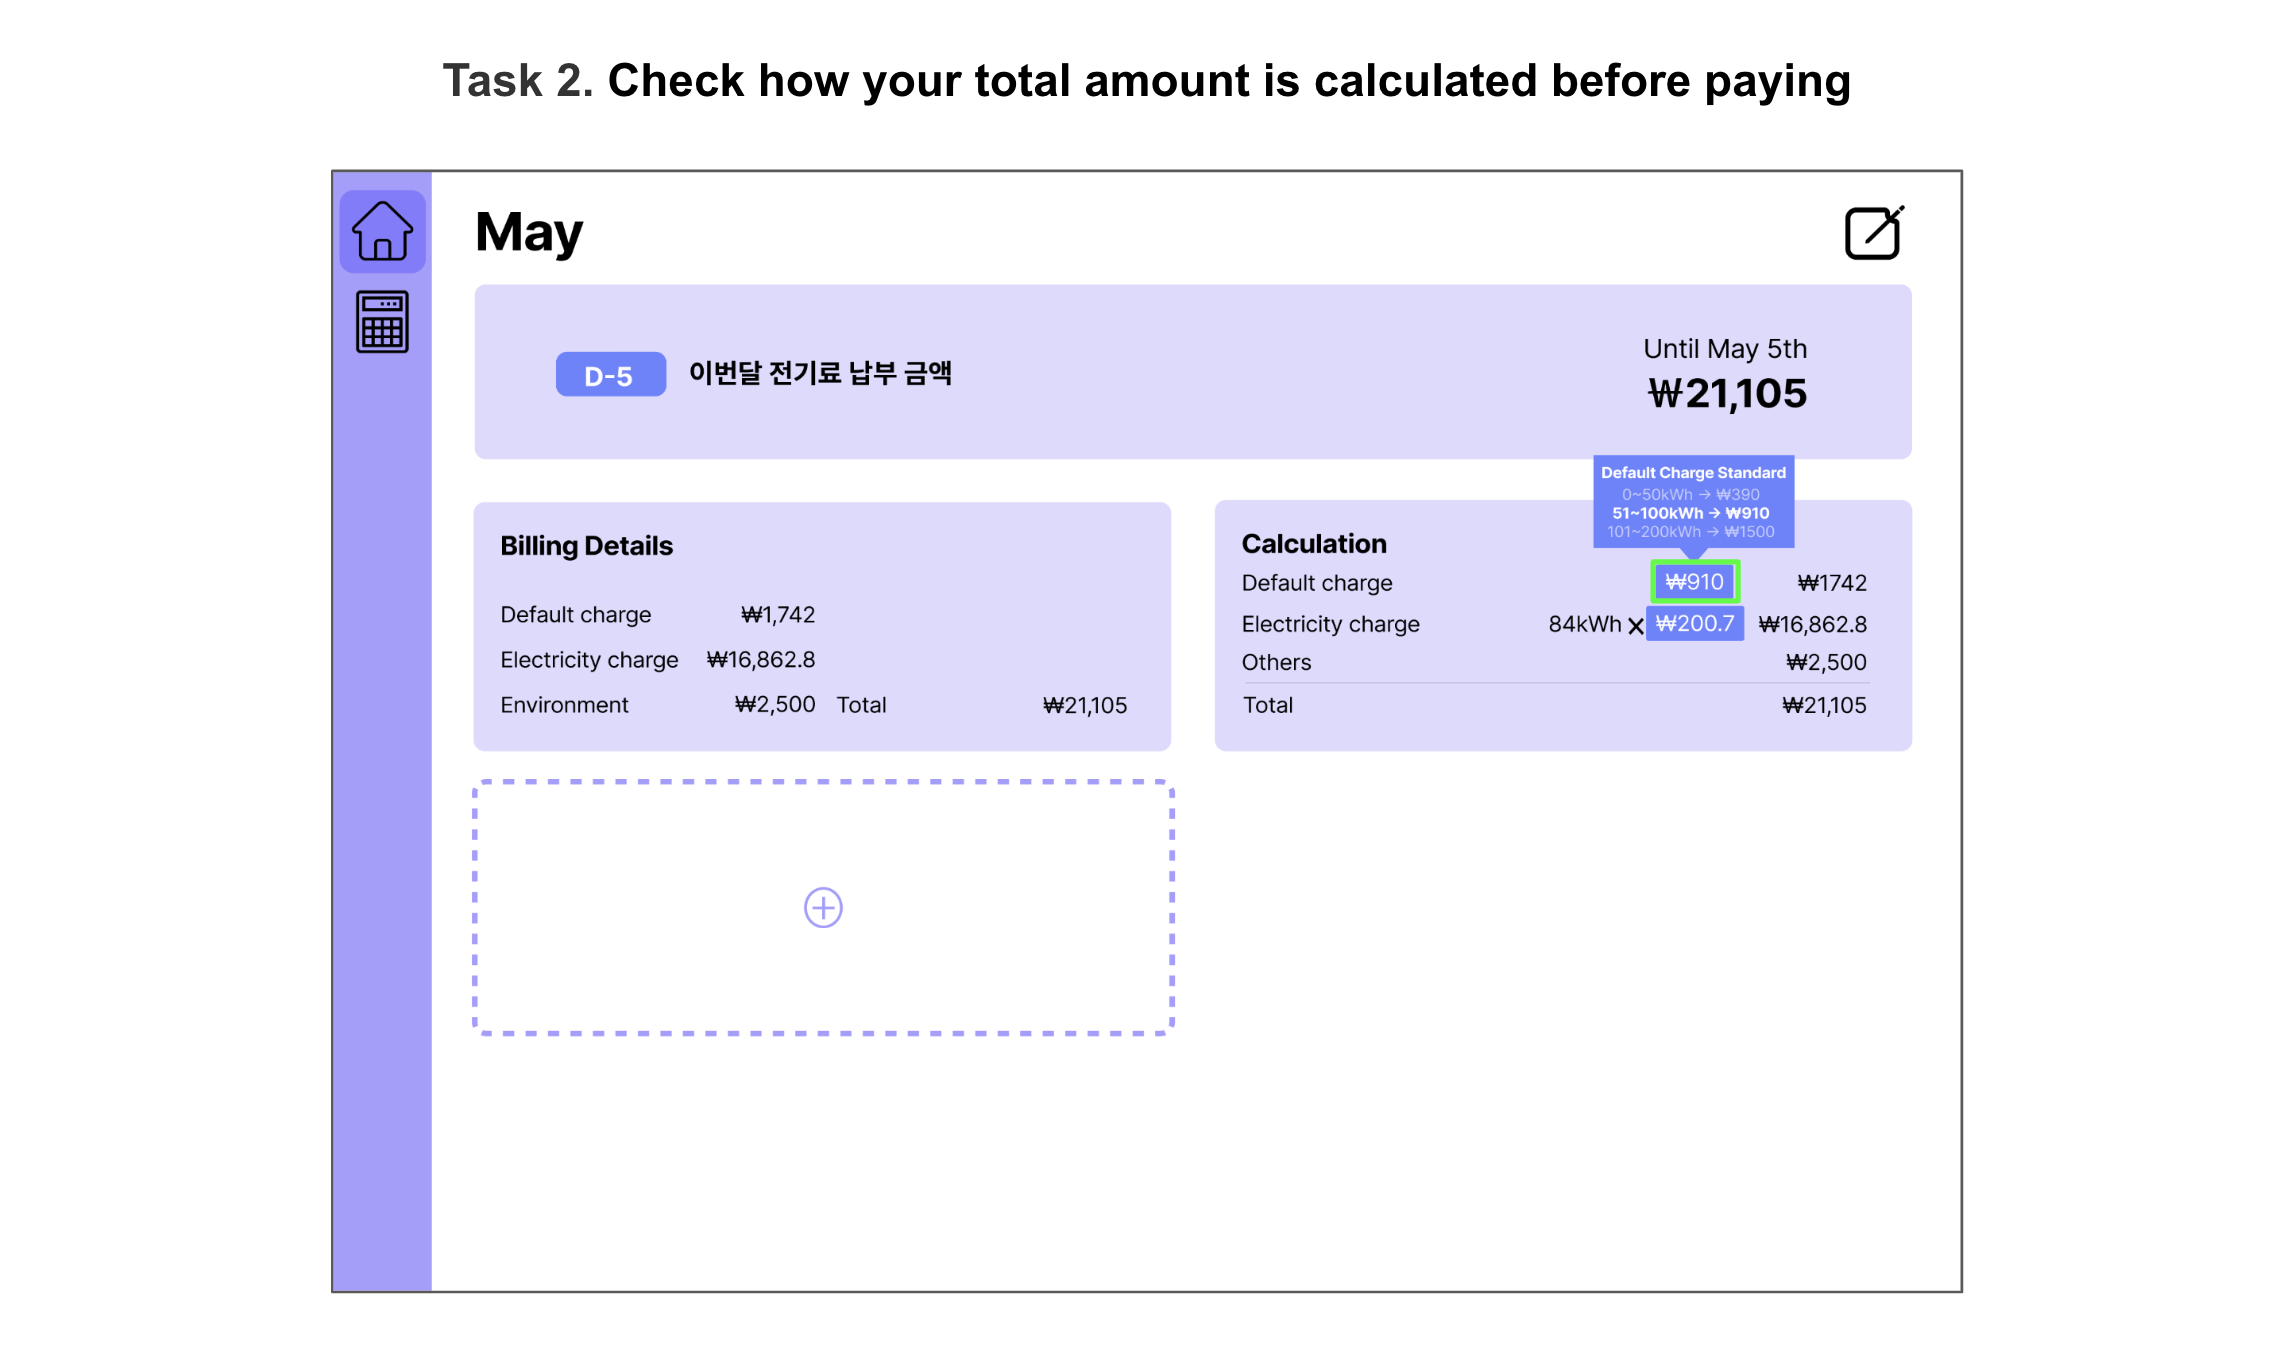 Task 2. Check how your total amount is calculated before paying
May
D-5 이번달 전기료 납부 금액
Until May 5th
₩21,105
Default Charge Standard
0~50kWh → ₩390
51~100kWh → ₩910
101~200kWh → ₩1500
Billing Details
Default charge ₩1,742
Electricity charge ₩16,862.8
Environment ₩2,500 Total ₩21,105
Calculation
Default charge ₩910 ₩1742
Electricity charge 84kWh × ₩200.7 ₩16,862.8
Others ₩2,500
Total ₩21,105